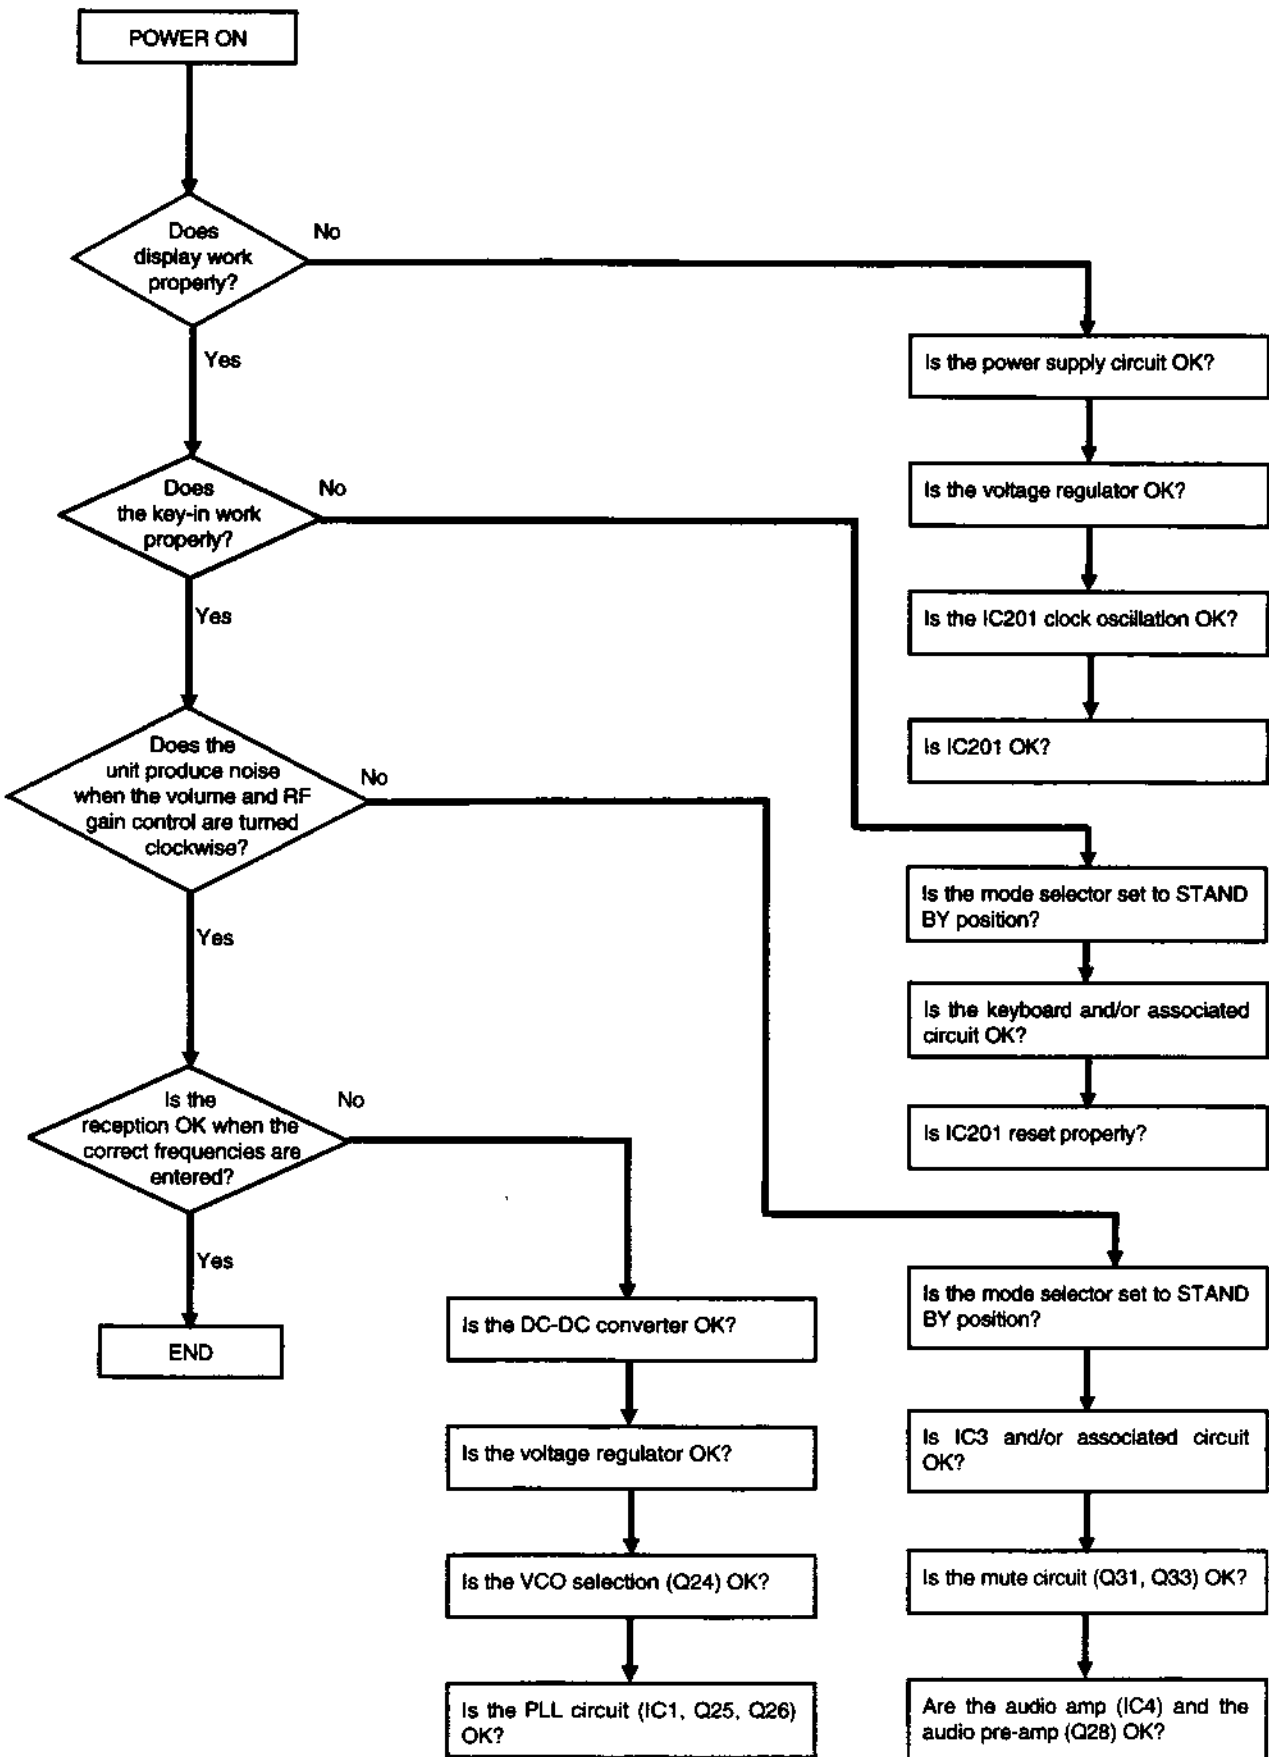 POWER ON
Does
display work
properly?
No
Yes
Is the power supply circuit OK?
Is the voltage regulator OK?
Is the IC201 clock oscillation OK?
Is IC201 OK?
Does
the key-in work
properly?
No
Yes
Is the mode selector set to STAND
BY position?
Is the keyboard and/or associated
circuit OK?
Is IC201 reset properly?
Does the
unit produce noise
when the volume and RF
gain control are turned
clockwise?
No
Yes
Is the mode selector set to STAND
BY position?
Is IC3 and/or associated circuit
OK?
Is the mute circuit (Q31, Q33) OK?
Are the audio amp (IC4) and the
audio pre-amp (Q28) OK?
Is the
reception OK when the
correct frequencies are
entered?
No
Yes
END
Is the DC-DC converter OK?
Is the voltage regulator OK?
Is the VCO selection (Q24) OK?
Is the PLL circuit (IC1, Q25, Q26)
OK?